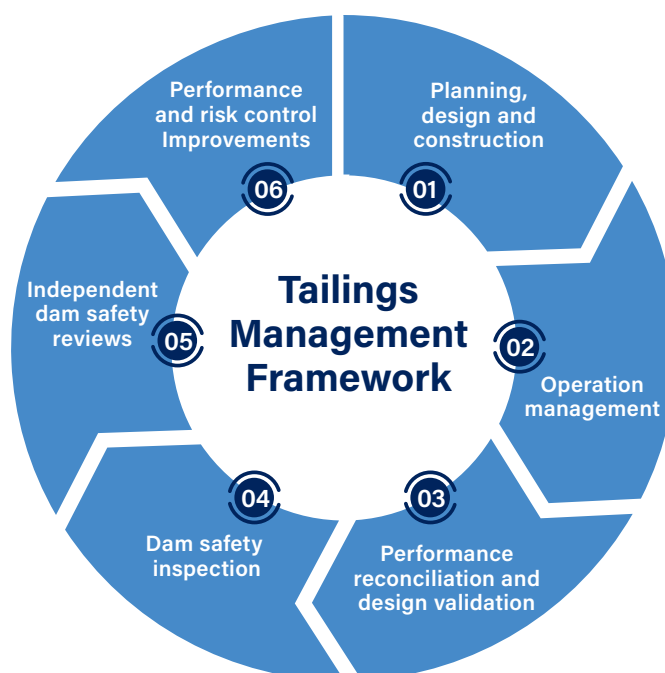 Tailings
Management
Framework
01
Planning,
design and
construction
02
Operation
management
03
Performance
reconciliation and
design validation
04
Dam safety
inspection
05
Independent
dam safety
reviews
06
Performance
and risk control
Improvements